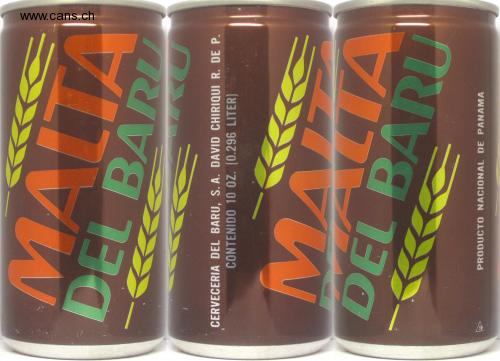 www.cans.ch
MALTA
DEL BARU
CERVECERIA DEL BARU, S.A. DAVID CHIRIQUI R. DE P.
CONTENIDO 10 OZ. (0.296 LITER)
MALTA
DEL BARU
PRODUCTO NACIONAL DE PANAMA